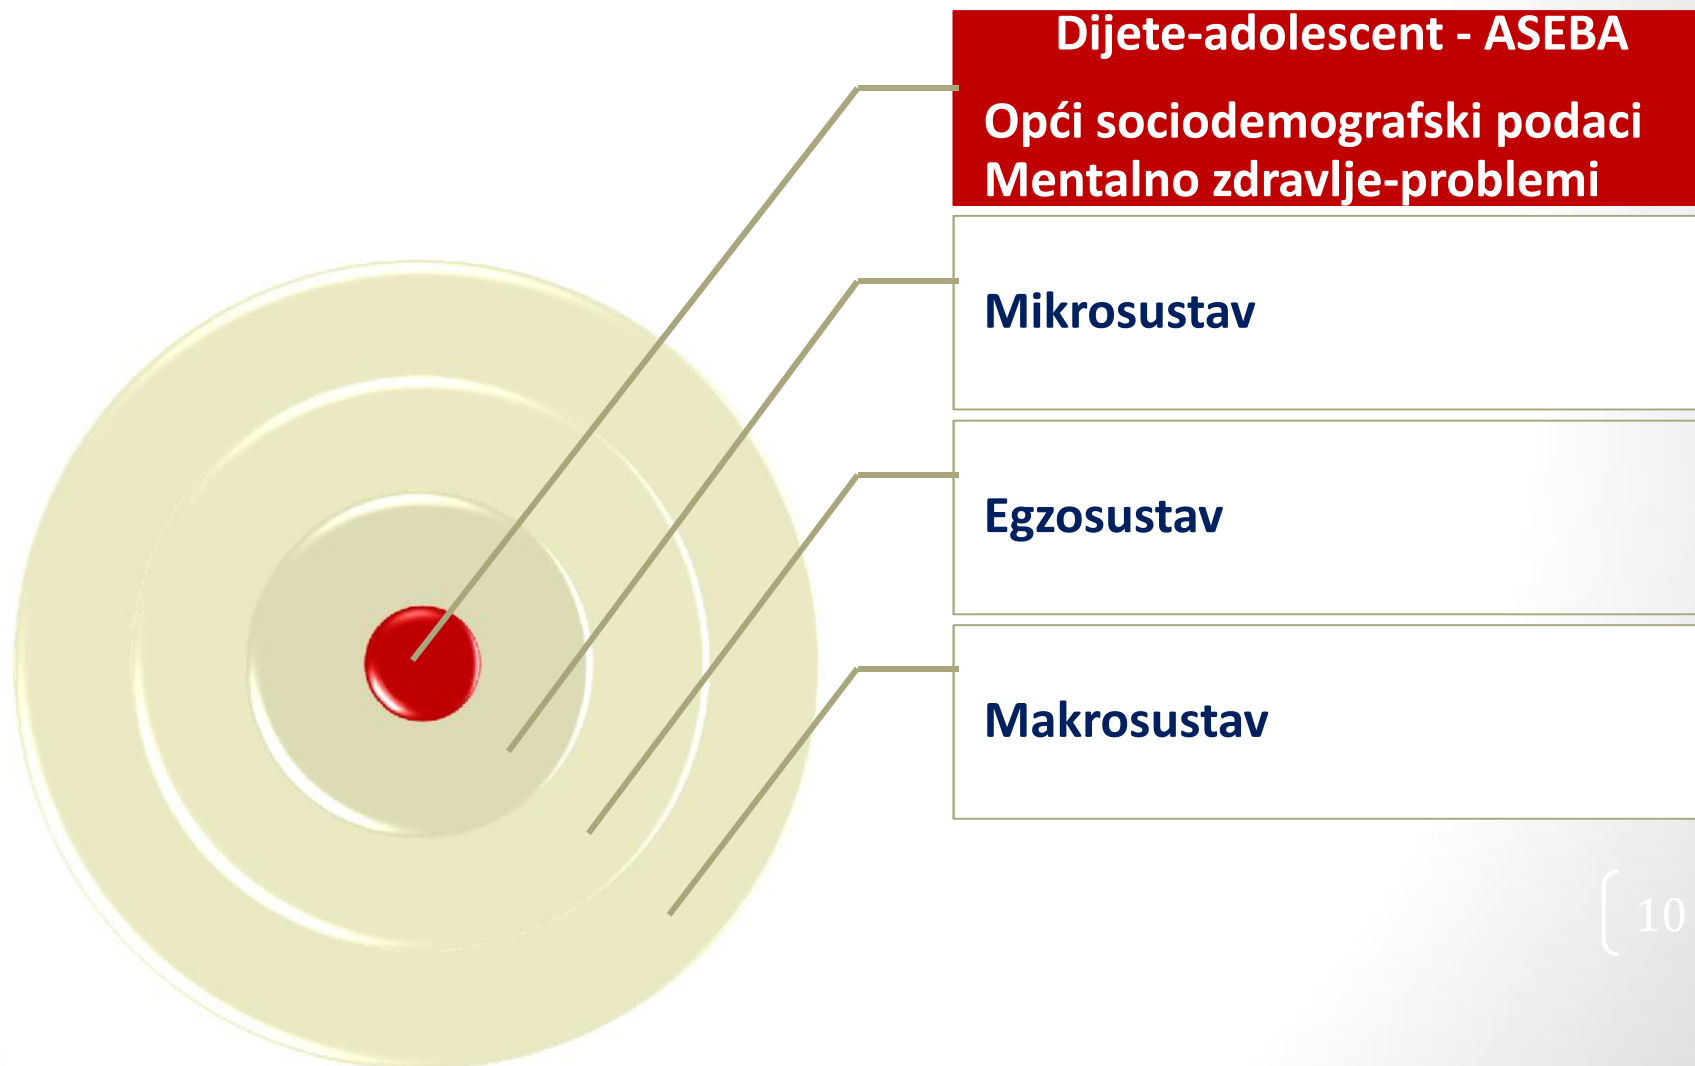 Dijete-adolescent - ASEBA
Opći sociodemografski podaci
Mentalno zdravlje-problemi
Mikrosustav
Egzosustav
Makrosustav
10